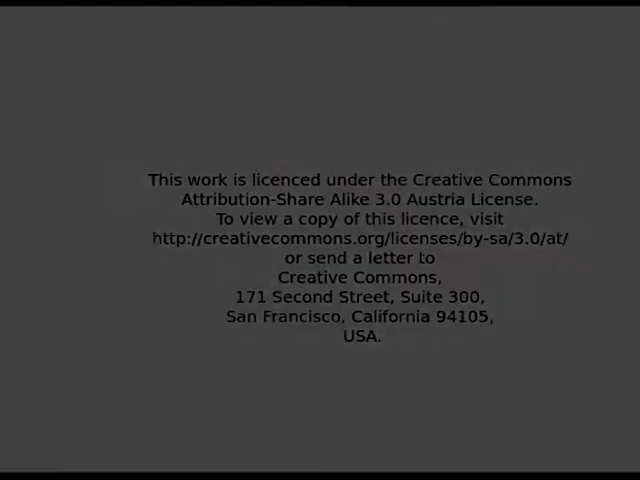 This work is licenced under the Creative Commons
Attribution-Share Alike 3.0 Austria License.
To view a copy of this licence, visit
http://creativecommons.org/licenses/by-sa/3.0/at/
or send a letter to
Creative Commons,
171 Second Street, Suite 300,
San Francisco, California 94105,
USA.